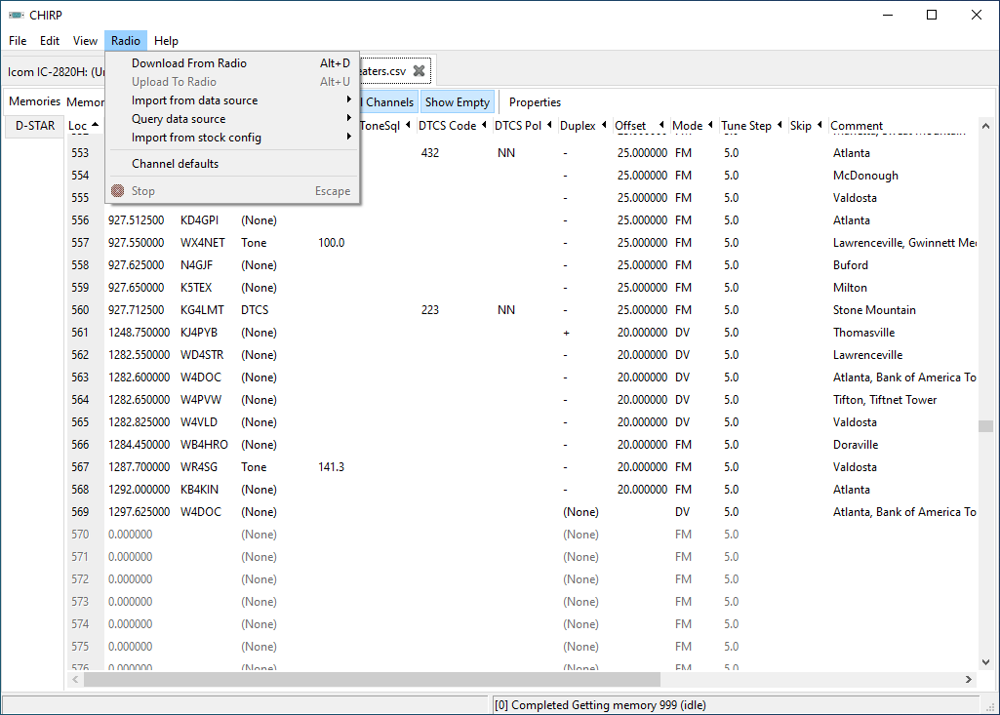 CHIRP
File Edit View Radio Help
Icom IC-2820H: (Un
eaters.csv
Download From Radio Alt+D
Upload To Radio Alt+U
Import from data source
Query data source
Import from stock config
Channel defaults
Stop Escape
Memories Memor
l Channels Show Empty Properties
D-STAR
Loc ToneSql DTCS Code DTCS Pol Duplex Offset Mode Tune Step Skip Comment
553 432 NN - 25.000000 FM 5.0 Atlanta
554 - 25.000000 FM 5.0 McDonough
555 - 25.000000 FM 5.0 Valdosta
556 927.512500 KD4GPI (None) - 25.000000 FM 5.0 Atlanta
557 927.550000 WX4NET Tone 100.0 - 25.000000 FM 5.0 Lawrenceville, Gwinnett Me
558 927.625000 N4GJF (None) - 25.000000 FM 5.0 Buford
559 927.650000 K5TEX (None) - 25.000000 FM 5.0 Milton
560 927.712500 KG4LMT DTCS 223 NN - 25.000000 FM 5.0 Stone Mountain
561 1248.750000 KJ4PYB (None) + 20.000000 DV 5.0 Thomasville
562 1282.550000 WD4STR (None) - 20.000000 DV 5.0 Lawrenceville
563 1282.600000 W4DOC (None) - 20.000000 DV 5.0 Atlanta, Bank of America To
564 1282.650000 W4PVW (None) - 20.000000 DV 5.0 Tifton, Tiftnet Tower
565 1282.825000 W4VLD (None) - 20.000000 DV 5.0 Valdosta
566 1284.450000 WB4HRO (None) - 20.000000 FM 5.0 Doraville
567 1287.700000 WR4SG Tone 141.3 - 20.000000 FM 5.0 Valdosta
568 1292.000000 KB4KIN (None) - 20.000000 FM 5.0 Atlanta
569 1297.625000 W4DOC (None) (None) DV 5.0 Atlanta, Bank of America To
570 0.000000 (None) (None) FM 5.0
571 0.000000 (None) (None) FM 5.0
572 0.000000 (None) (None) FM 5.0
573 0.000000 (None) (None) FM 5.0
574 0.000000 (None) (None) FM 5.0
575 0.000000 (None) (None) FM 5.0
576 0.000000 (None) (None) FM 5.0
[0] Completed Getting memory 999 (idle)